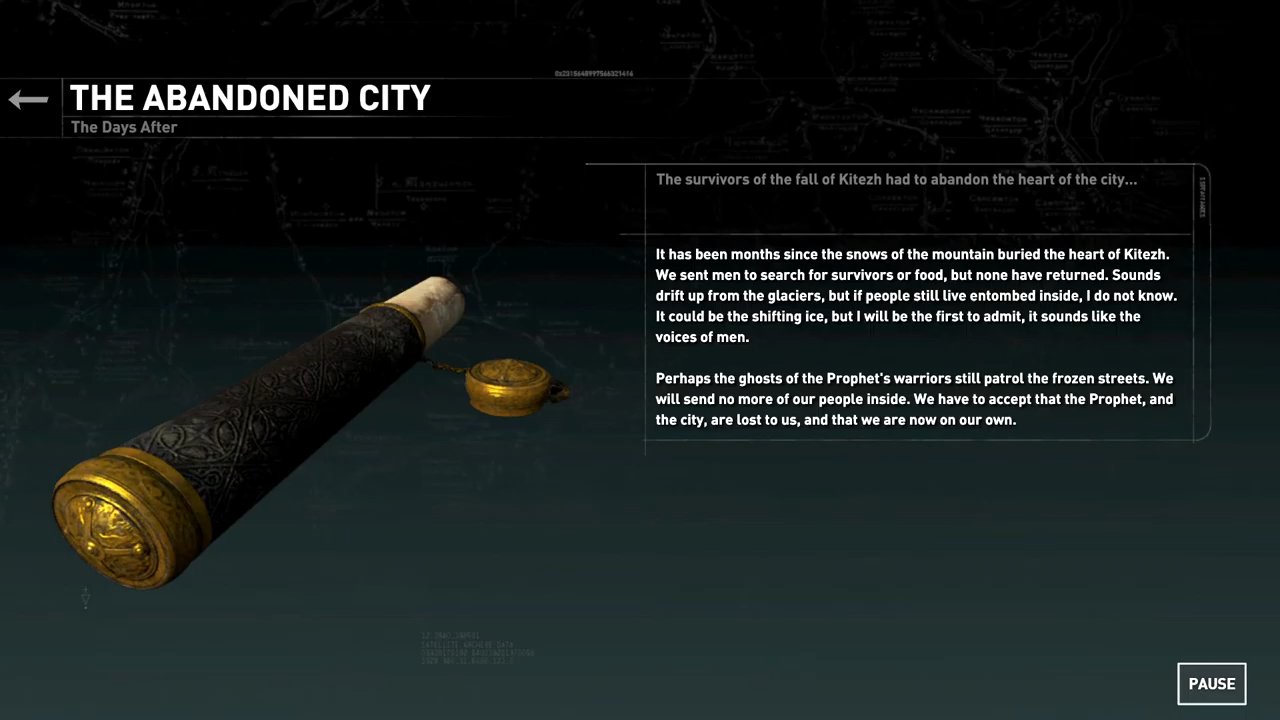 THE ABANDONED CITY
The Days After
The survivors of the fall of Kitezh had to abandon the heart of the city...
It has been months since the snows of the mountain buried the heart of Kitezh.
We sent men to search for survivors or food, but none have returned. Sounds
drift up from the glaciers, but if people still live entombed inside, I do not know.
It could be the shifting ice, but I will be the first to admit, it sounds like the
voices of men.
Perhaps the ghosts of the Prophet's warriors still patrol the frozen streets. We
will send no more of our people inside. We have to accept that the Prophet, and
the city, are lost to us, and that we are now on our own.
PAUSE